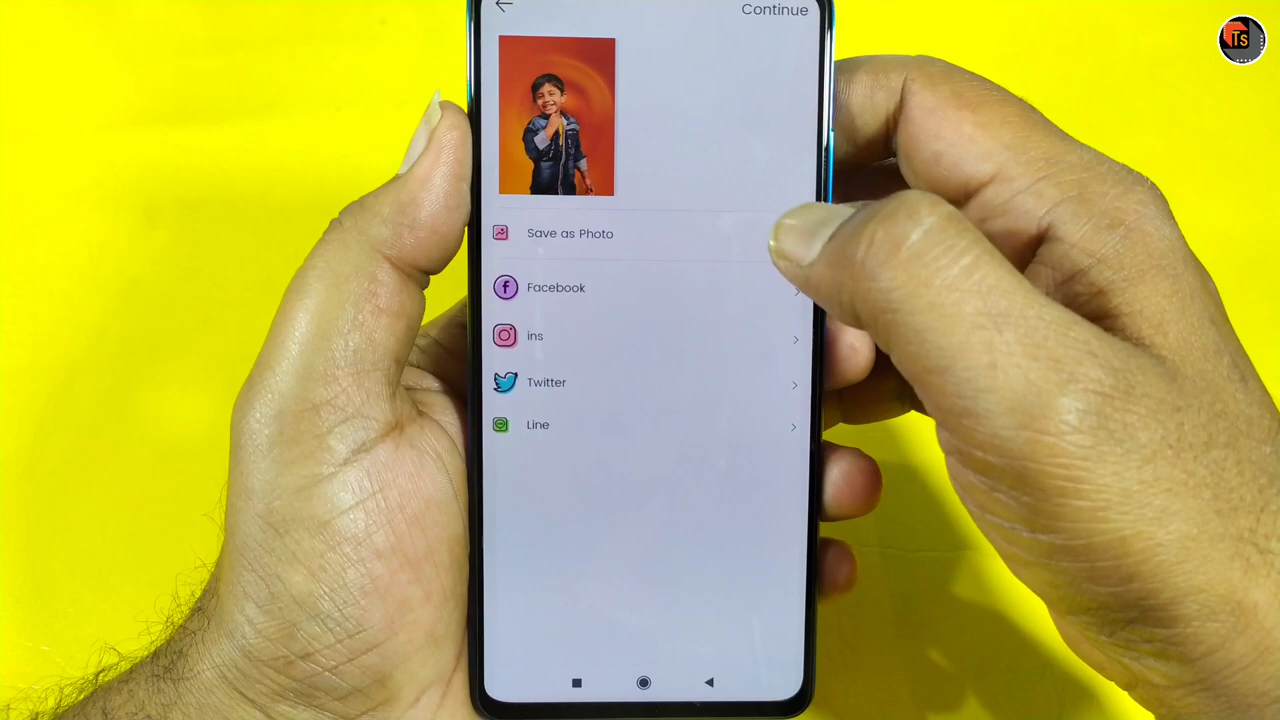 Continue
Save as Photo
Facebook
ins
Twitter
Line
Ts